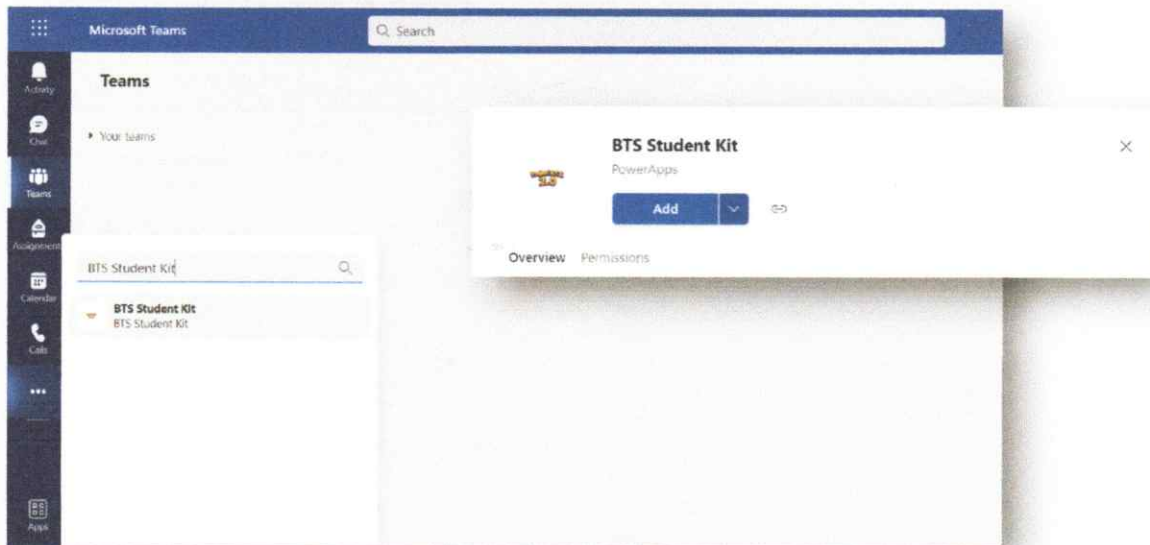 Microsoft Teams
Search
Activity
Chat
Teams
Assignment
Calendar
Calls
Apps
Teams
Your teams
BTS Student Kit
BTS Student Kit
BTS Student Kit
BTS Student Kit
PowerApps
Add
Overview Permissions